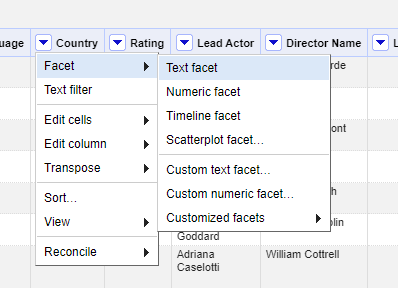 uage Country Rating Lead Actor Director Name L
Facet
Text filter
Edit cells
Edit column
Transpose
Sort...
View
Reconcile
Text facet
Numeric facet
Timeline facet
Scatterplot facet...
Custom text facet...
Custom numeric facet...
Customized facets
rde
ont
h
lin
Goddard
Adriana William Cottrell
Caselotti